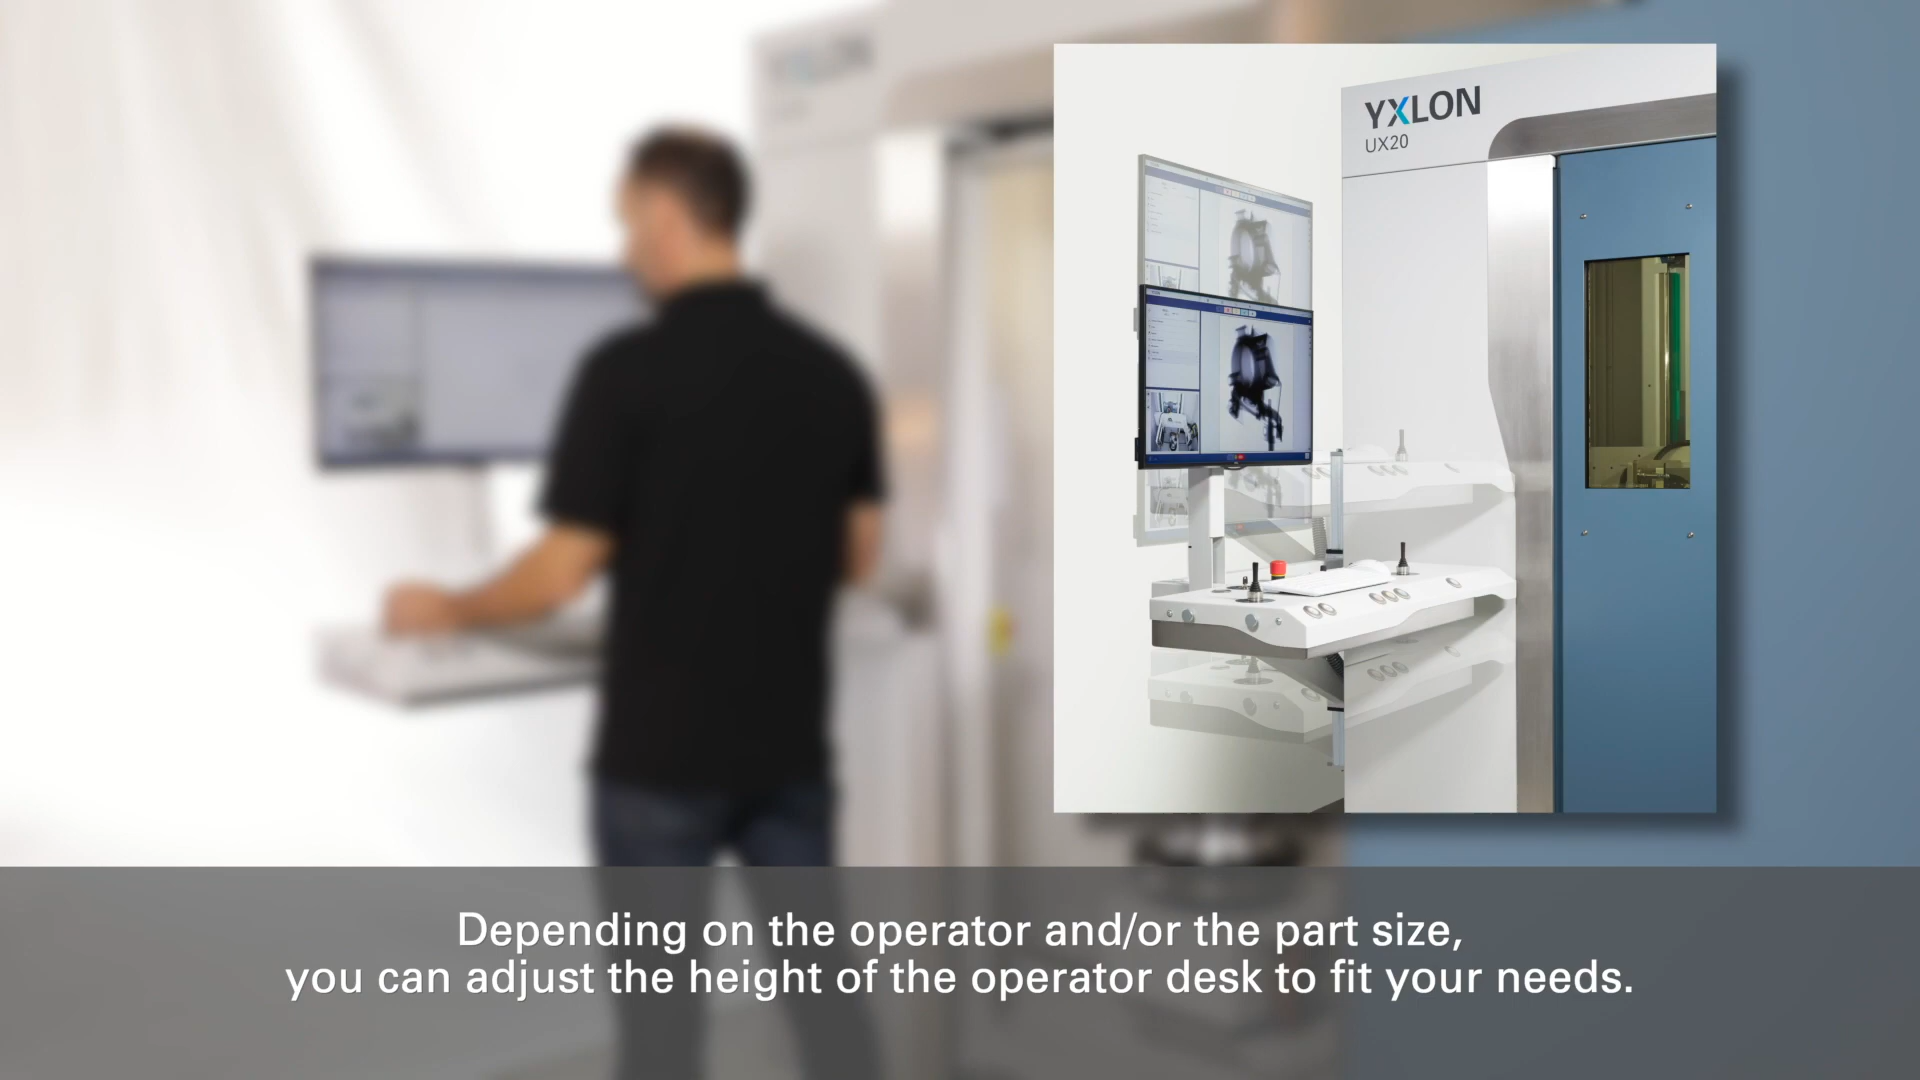 YXLON
UX20
Depending on the operator and/or the part size,
you can adjust the height of the operator desk to fit your needs.